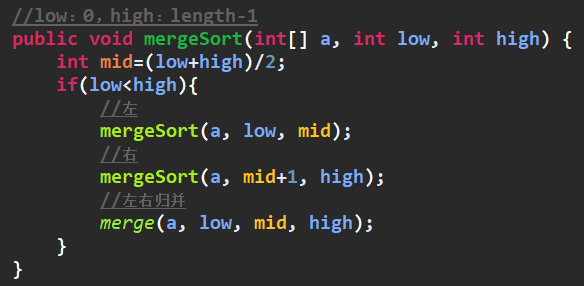 //low：0，high：length-1
public void mergeSort(int[] a, int low, int high) {
    int mid=(low+high)/2;
    if(low<high){
        //左
        mergeSort(a, low, mid);
        //右
        mergeSort(a, mid+1, high);
        //左右归并
        merge(a, low, mid, high);
    }
}